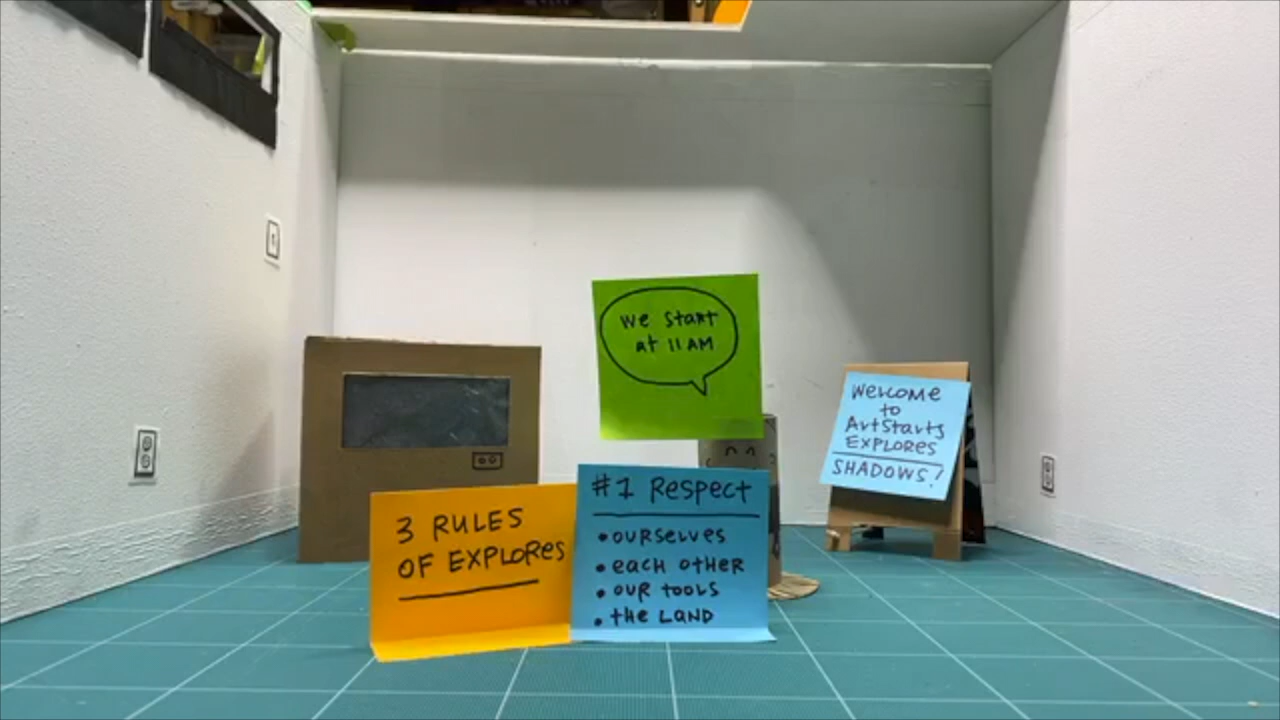 We Start
at 11 AM
WELCOME
to
ArtStarts
EXPLORES
SHADOWS!
3 RULES
OF EXPLORES
#1 Respect
• OURSELVES
• EACH OTHER
• OUR TOOLS
• THE LAND